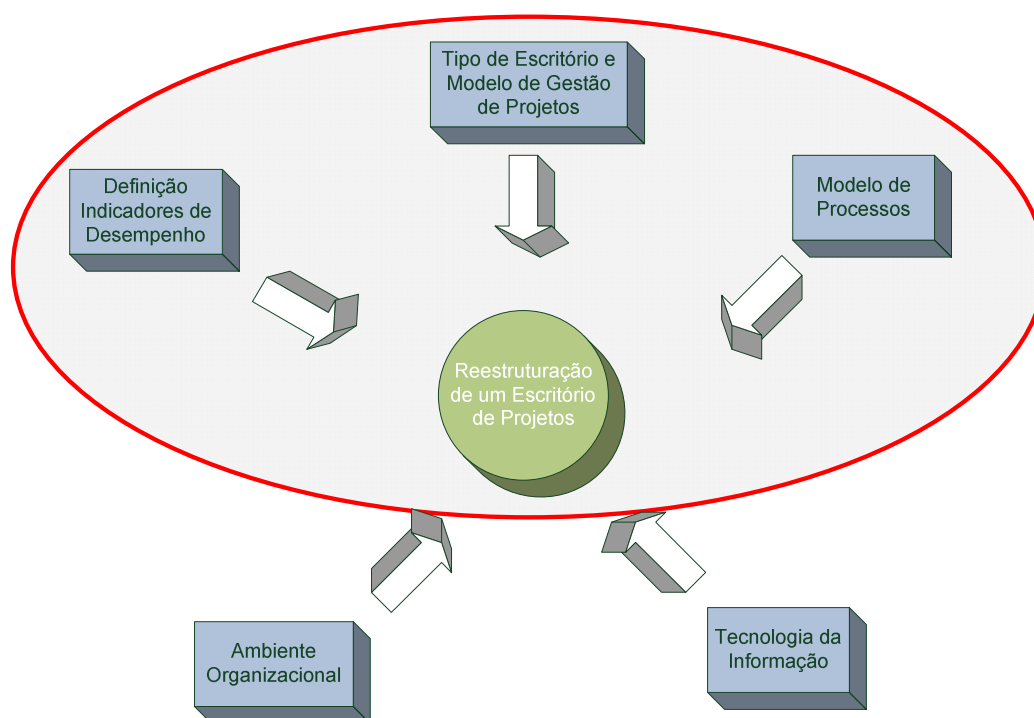 Tipo de Escritório e
Modelo de Gestão
de Projetos
Definição
Indicadores de
Desempenho
Modelo de
Processos
Reestruturação
de um Escritório
de Projetos
Ambiente
Organizacional
Tecnologia da
Informação